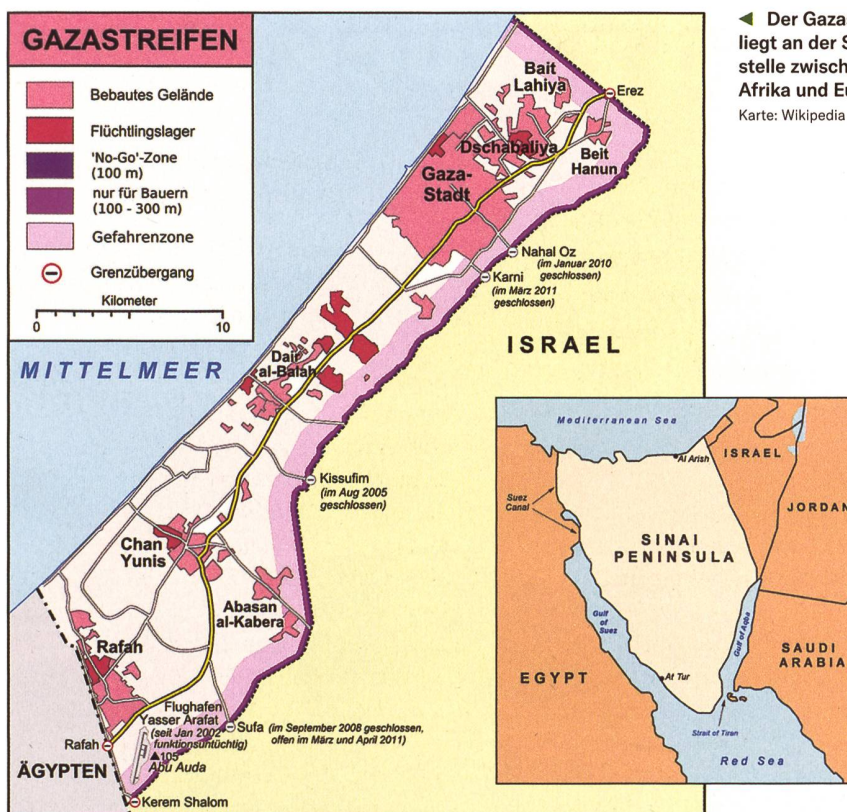 GAZASTREIFEN
Bebautes Gelände
Flüchtlingslager
'No-Go'-Zone
(100 m)
nur für Bauern
(100 - 300 m)
Gefahrenzone
Grenzübergang
Kilometer
0 10
MITTELMEER
Bait
Lahiya
Erez
Dschabaliya
Beit
Hanun
Gaza-
Stadt
Nahal Oz
(im Januar 2010
geschlossen)
Karni
(im März 2011
geschlossen)
ISRAEL
Dair
al-Balah
Kissufim
(im Aug 2005
geschlossen)
Chan
Yunis
Abasan
al-Kabera
Rafah
Flughafen
Yasser Arafat
(seit Jan 2002
funktionsuntüchtig)
105
Abu Auda
Sufa (im September 2008 geschlossen,
offen im März und April 2011)
Rafah
ÄGYPTEN
Kerem Shalom
Der Gaza
liegt an der S
stelle zwisch
Afrika und Eu
Karte: Wikipedia
Mediterranean Sea
Al Arish
ISRAEL
Suez
Canal
JORDAN
SINAI
PENINSULA
Gulf
of
Suez
Gulf of Aqba
SAUDI
ARABIA
EGYPT
At Tur
Strait of Tiran
Red Sea